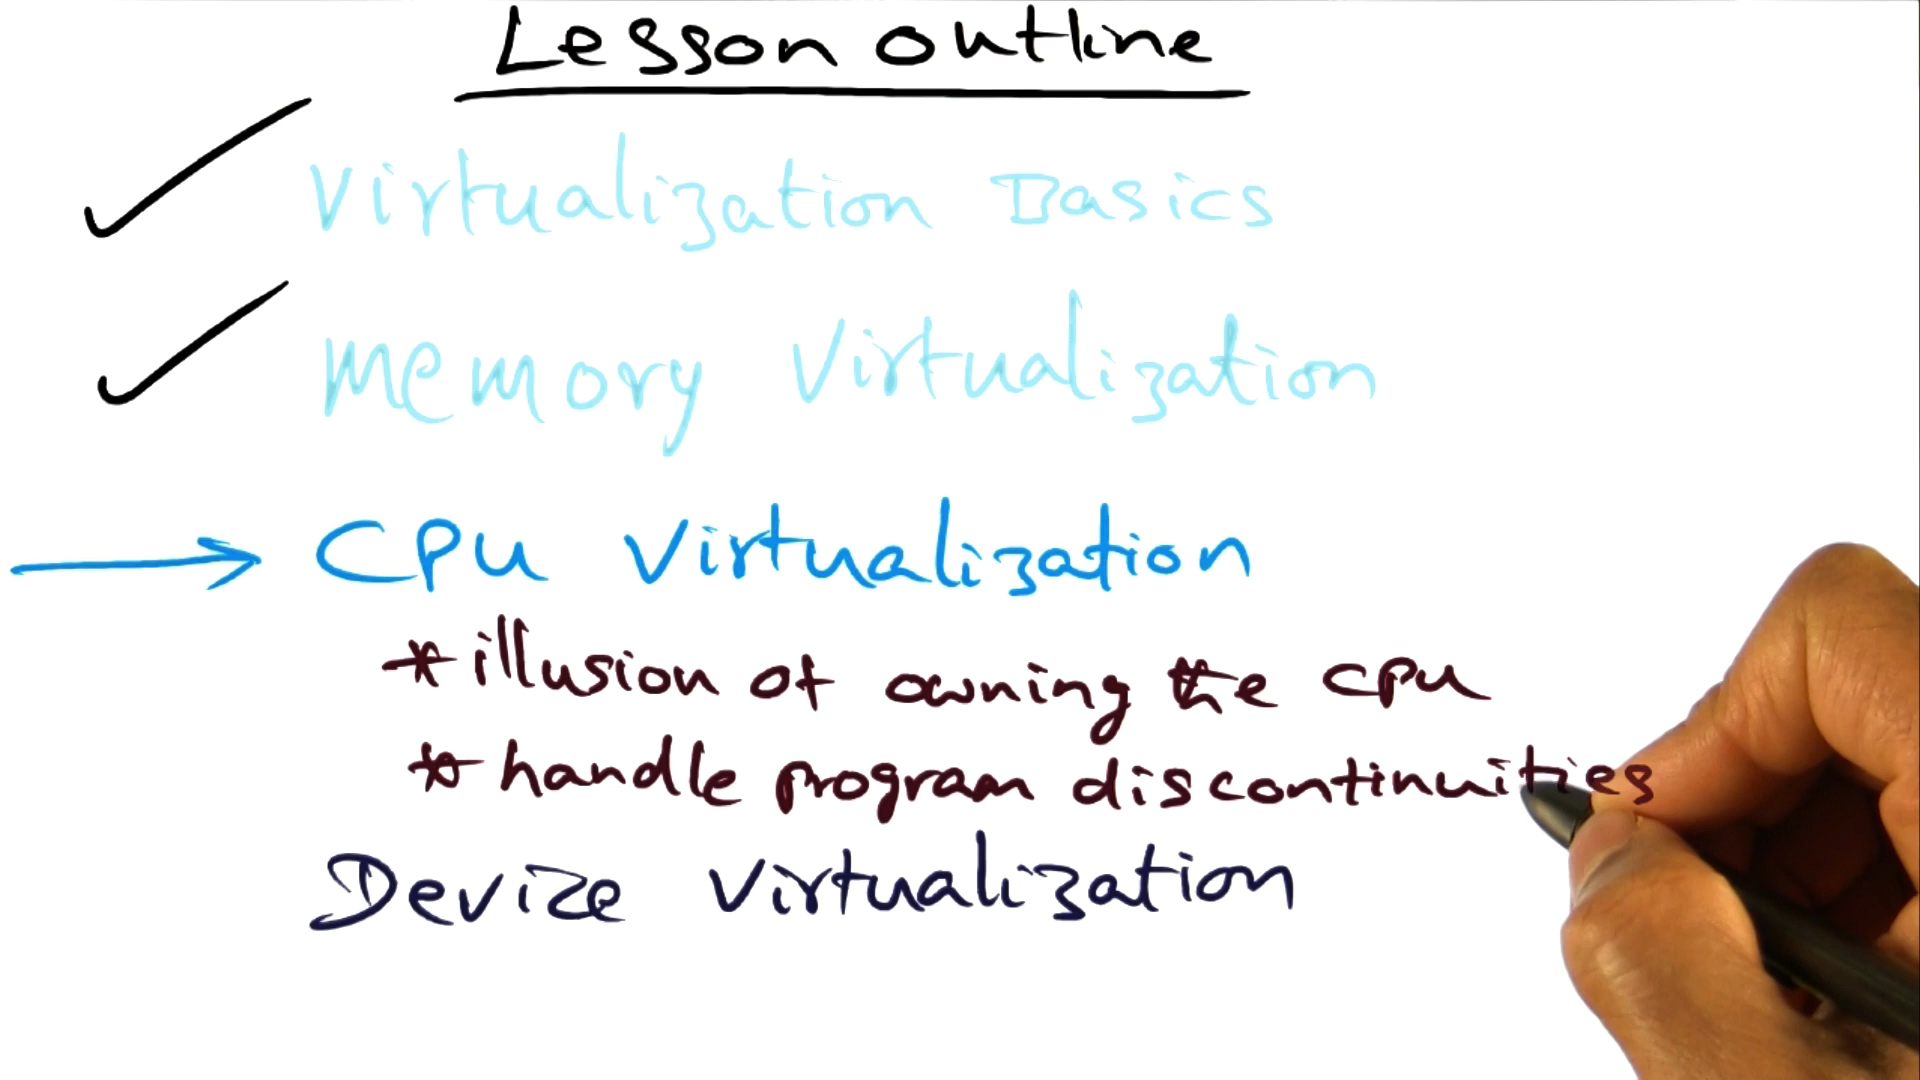 Lesson outline
Virtualization Basics
Memory Virtualization
CPU Virtualization
* illusion of owning the CPU
* handle program discontinuities
Device Virtualization